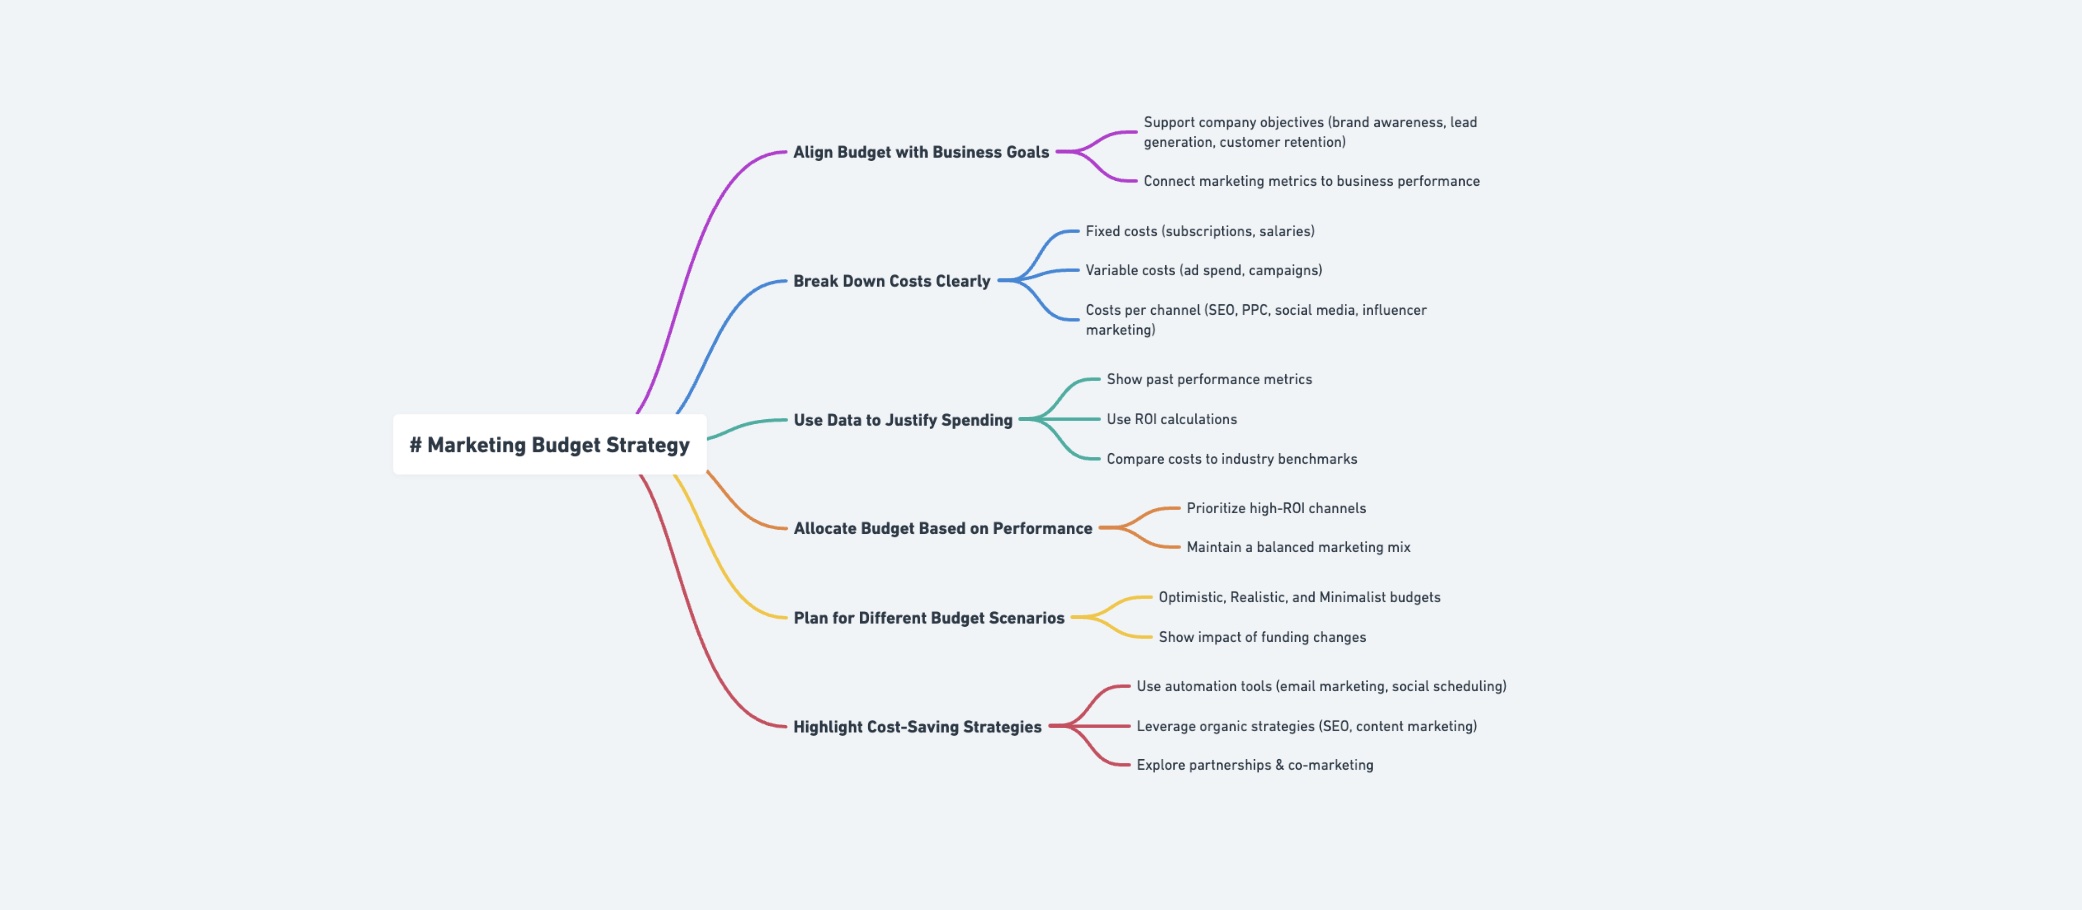 # Marketing Budget Strategy
Align Budget with Business Goals
Support company objectives (brand awareness, lead
generation, customer retention)
Connect marketing metrics to business performance
Break Down Costs Clearly
Fixed costs (subscriptions, salaries)
Variable costs (ad spend, campaigns)
Costs per channel (SEO, PPC, social media, influencer
marketing)
Use Data to Justify Spending
Show past performance metrics
Use ROI calculations
Compare costs to industry benchmarks
Allocate Budget Based on Performance
Prioritize high-ROI channels
Maintain a balanced marketing mix
Plan for Different Budget Scenarios
Optimistic, Realistic, and Minimalist budgets
Show impact of funding changes
Highlight Cost-Saving Strategies
Use automation tools (email marketing, social scheduling)
Leverage organic strategies (SEO, content marketing)
Explore partnerships & co-marketing